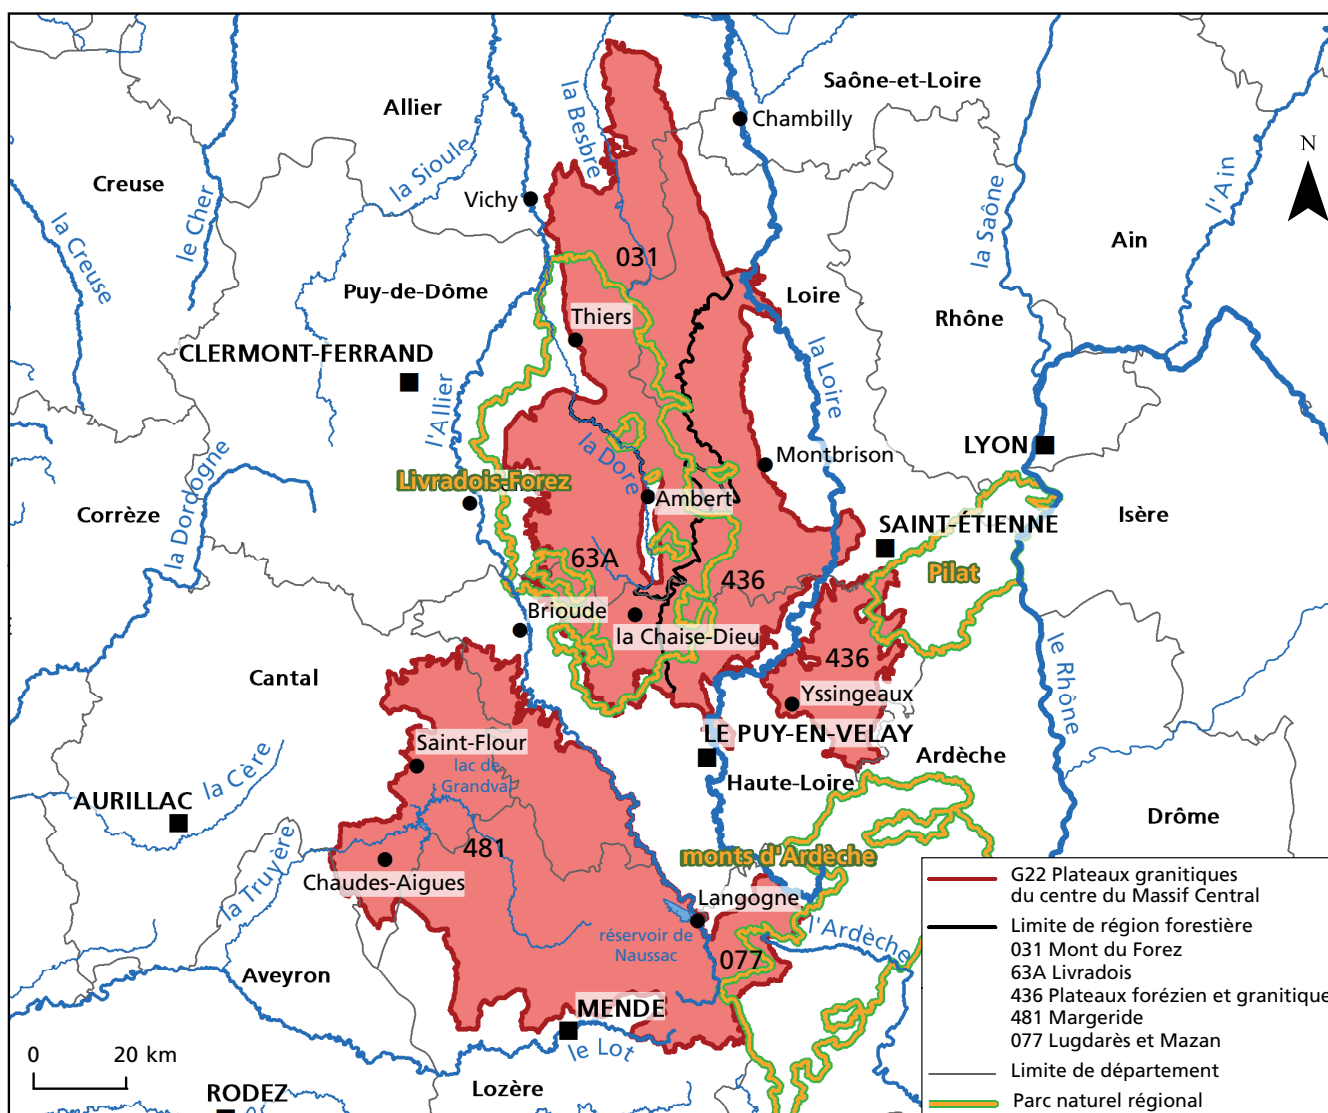 Saône-et-Loire
Allier
la Besbre
Chambilly
N
la Sioule
Creuse
l'Ain
Vichy
le Cher
la Saône
la Creuse
Ain
031
Puy-de-Dôme
Loire
Thiers
Rhône
CLERMONT-FERRAND
la Loire
l'Allier
LYON
Montbrison
la Dore
la Dordogne
Livradois-Forez
Ambert
Corrèze
Isère
SAINT-ÉTIENNE
63A
436
Pilat
Brioude
la Chaise-Dieu
436
le Rhône
Cantal
Yssingeaux
LE PUY-EN-VELAY
Saint-Flour
lac de
Grandval
Ardèche
la Cère
Haute-Loire
AURILLAC
Drôme
481
monts d'Ardèche
la Truyère
Chaudes-Aigues
Langogne
l'Ardèche
réservoir de
Naussac
077
Aveyron
MENDE
le Lot
0 20 km
Lozère
RODEZ
G22 Plateaux granitiques
du centre du Massif Central
Limite de région forestière
031 Mont du Forez
63A Livradois
436 Plateaux forézien et granitique
481 Margeride
077 Lugdarès et Mazan
Limite de département
Parc naturel régional